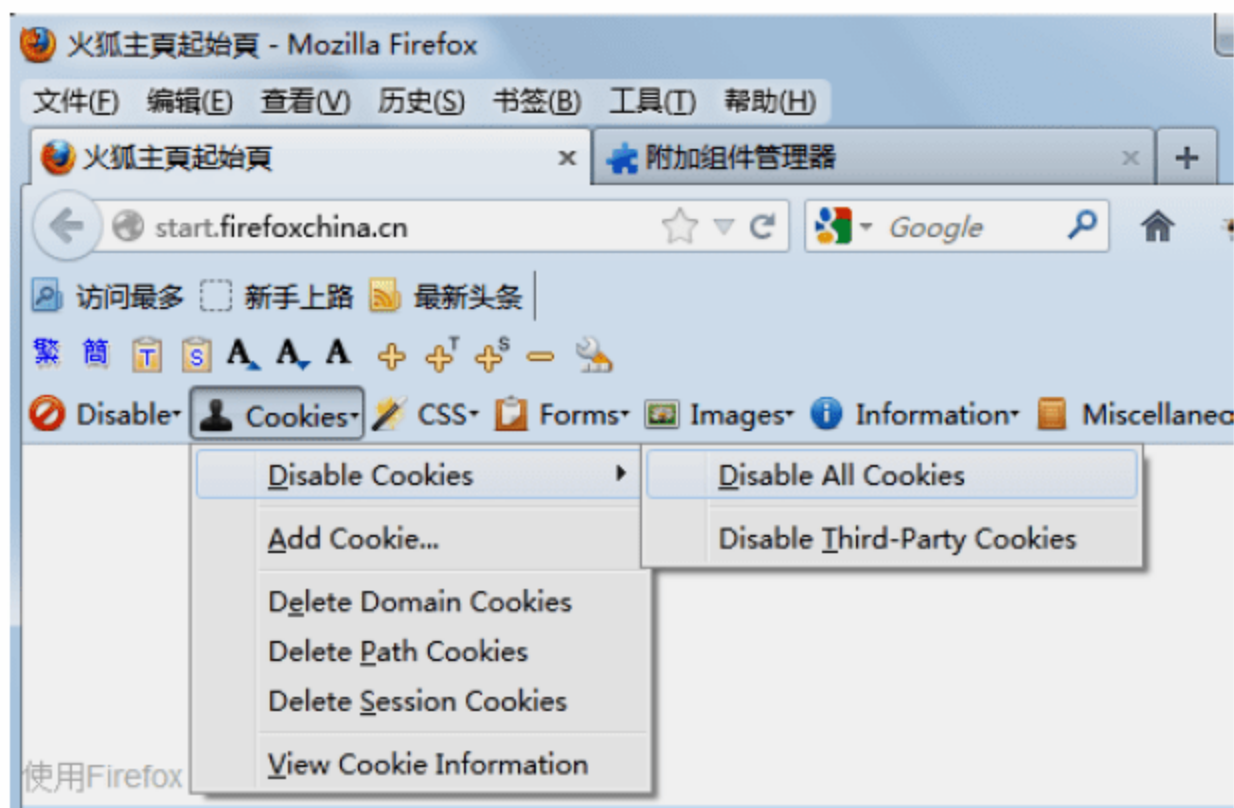 火狐主頁起始頁 - Mozilla Firefox
文件(F) 编辑(E) 查看(V) 历史(S) 书签(B) 工具(T) 帮助(H)
火狐主頁起始頁 × 附加组件管理器 × +
start.firefoxchina.cn Google
访问最多 新手上路 最新头条
繁 簡 T S A A A T S
Disable Cookies CSS Forms Images Information Miscellaneo
Disable Cookies Disable All Cookies
Add Cookie... Disable Third-Party Cookies
Delete Domain Cookies
Delete Path Cookies
Delete Session Cookies
View Cookie Information
使用Firefox